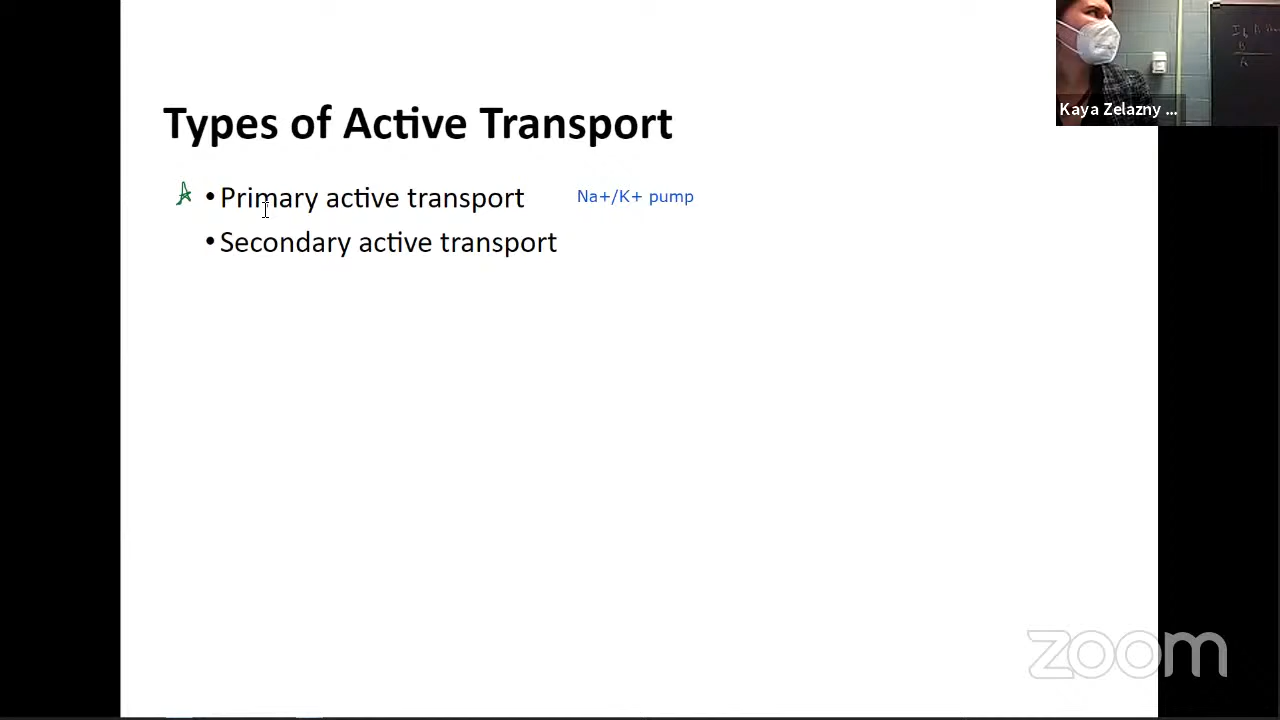 Types of Active Transport
• Primary active transport
Na+/K+ pump
• Secondary active transport
Kaya Zelazny ...
zoom